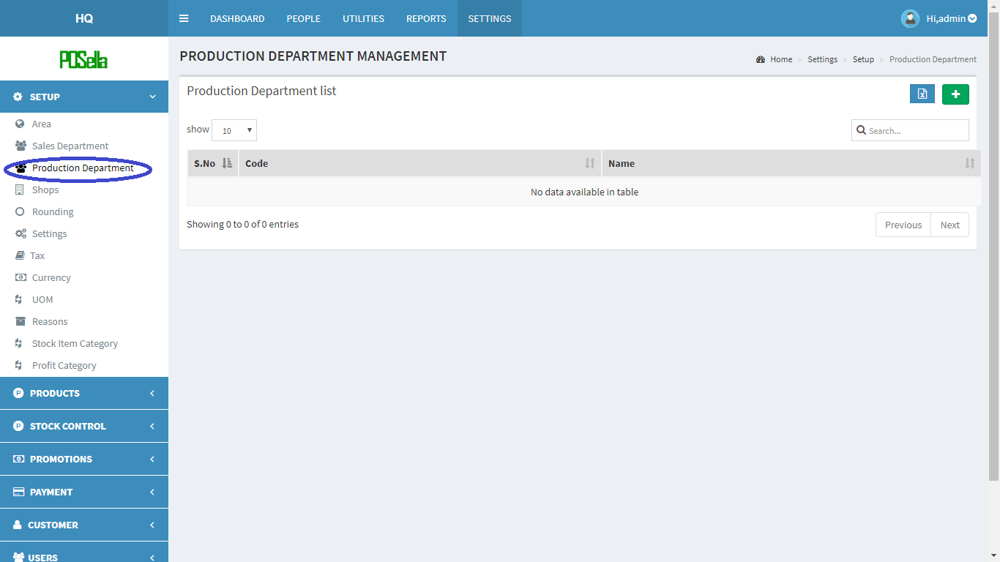 HQ
DASHBOARD PEOPLE UTILITIES REPORTS SETTINGS
Hi,admin
POSella
PRODUCTION DEPARTMENT MANAGEMENT
Home > Settings > Setup > Production Department
SETUP
Area
Sales Department
Production Department
Shops
Rounding
Settings
Tax
Currency
UOM
Reasons
Stock Item Category
Profit Category
PRODUCTS
STOCK CONTROL
PROMOTIONS
PAYMENT
CUSTOMER
USERS
Production Department list
show 10
Search...
S.No Code Name
No data available in table
Showing 0 to 0 of 0 entries
Previous Next